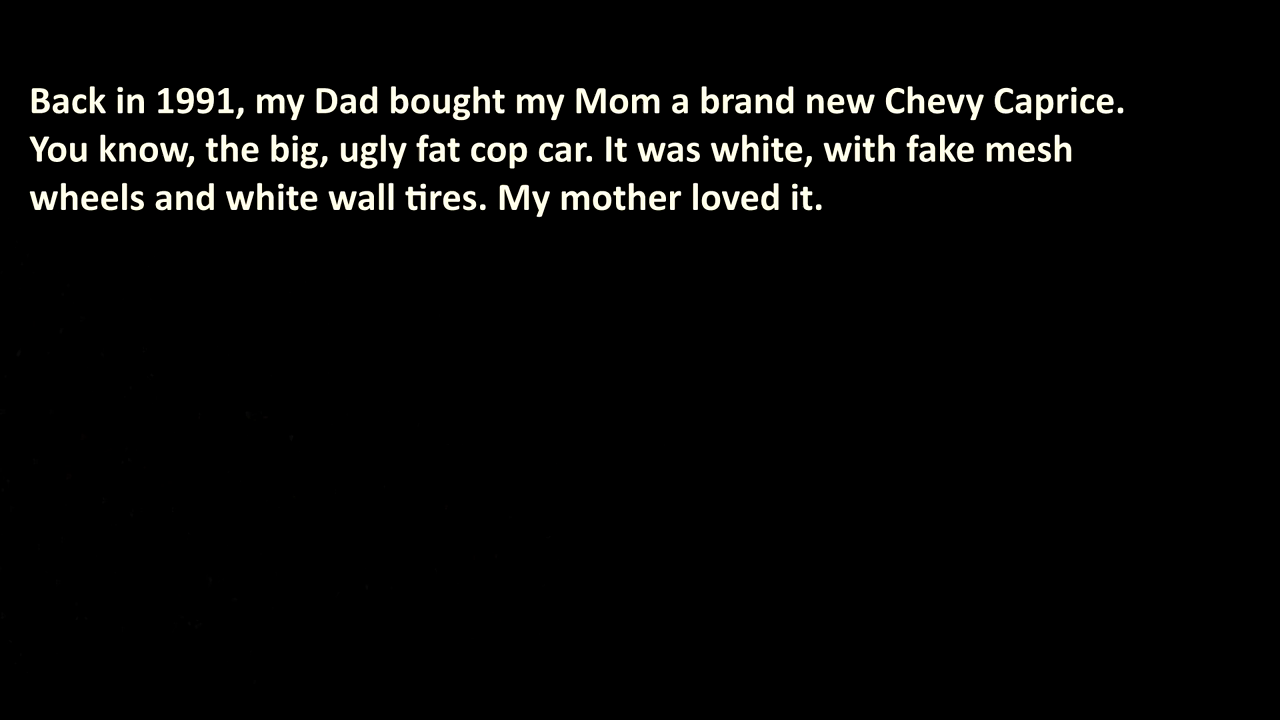 Back in 1991, my Dad bought my Mom a brand new Chevy Caprice.
You know, the big, ugly fat cop car. It was white, with fake mesh
wheels and white wall tires. My mother loved it.